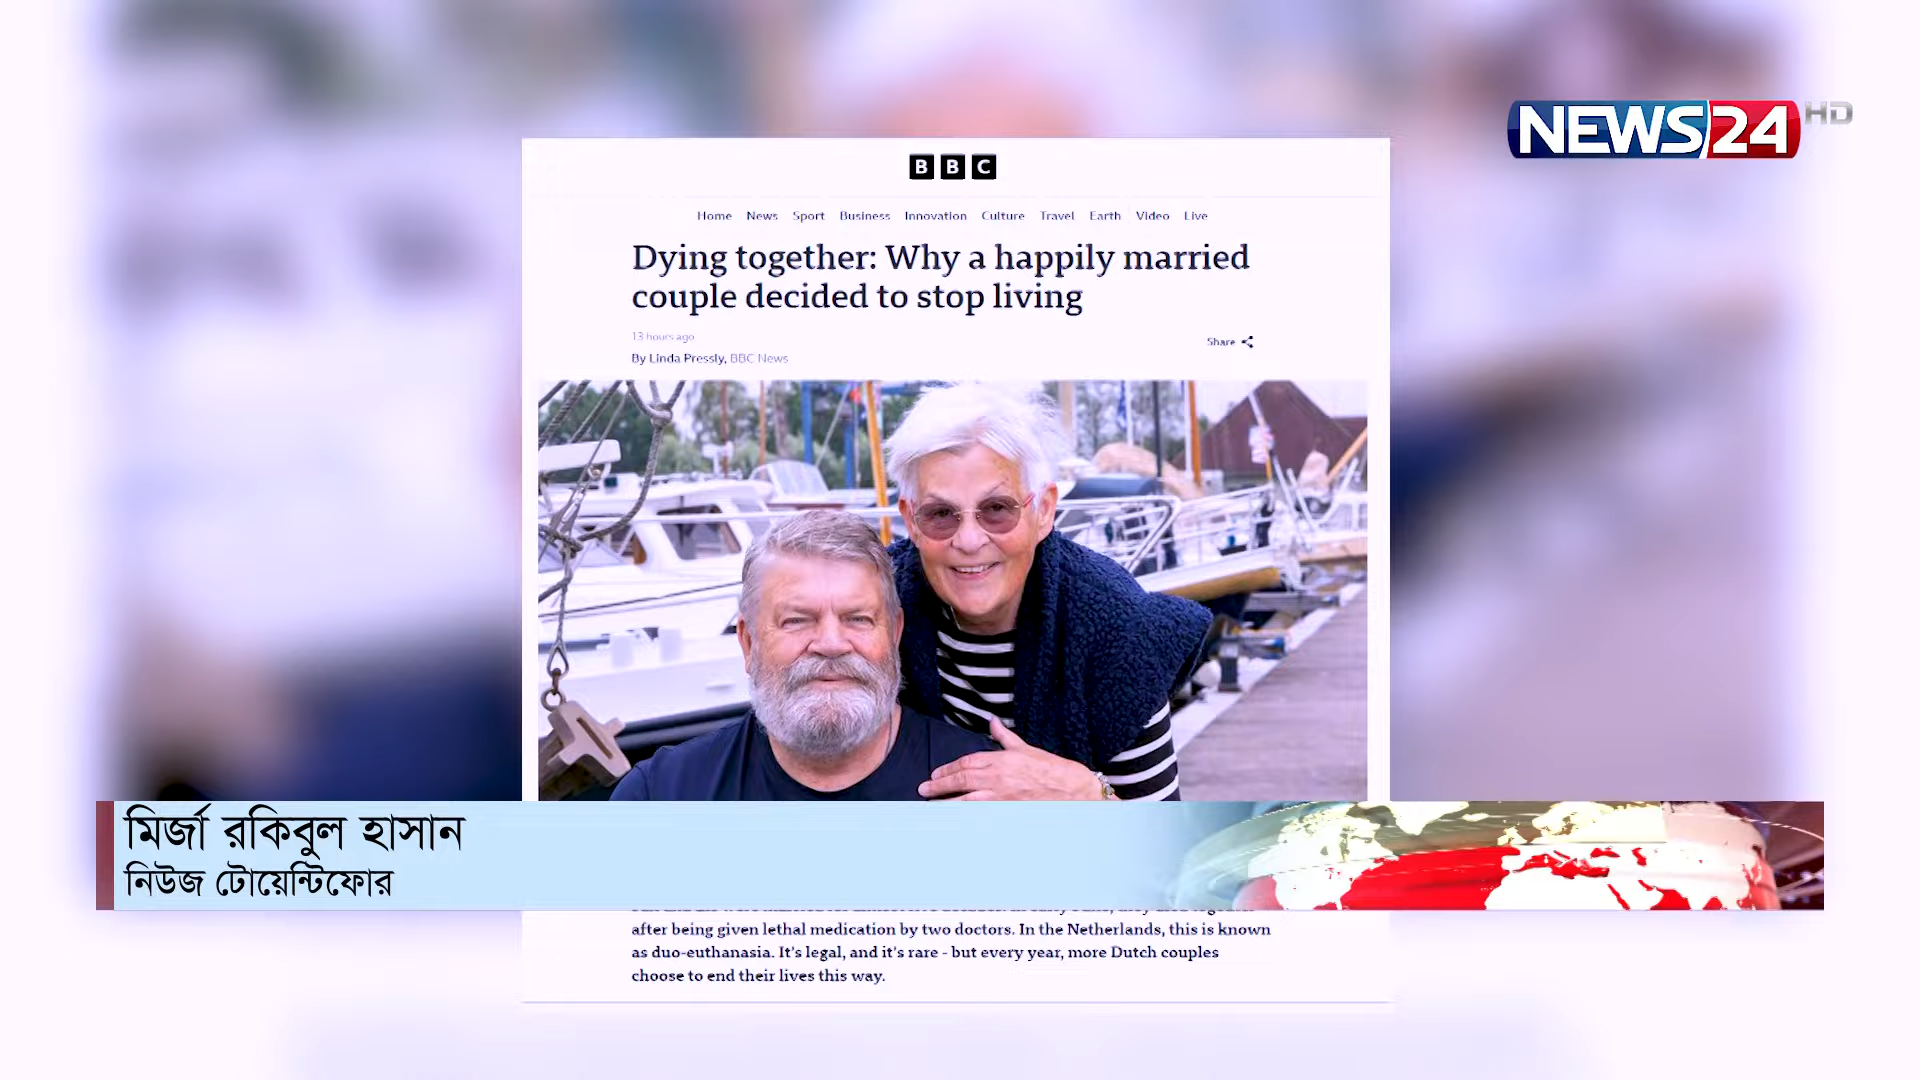 NEWS 24 HD
BBC
Home News Sport Business Innovation Culture Travel Earth Video Live
Dying together: Why a happily married
couple decided to stop living
13 hours ago
Share
By Linda Pressly, BBC News
মির্জা রকিবুল হাসান
নিউজ টোয়েন্টিফোর
after being given lethal medication by two doctors. In the Netherlands, this is known
as duo-euthanasia. It's legal, and it's rare - but every year, more Dutch couples
choose to end their lives this way.